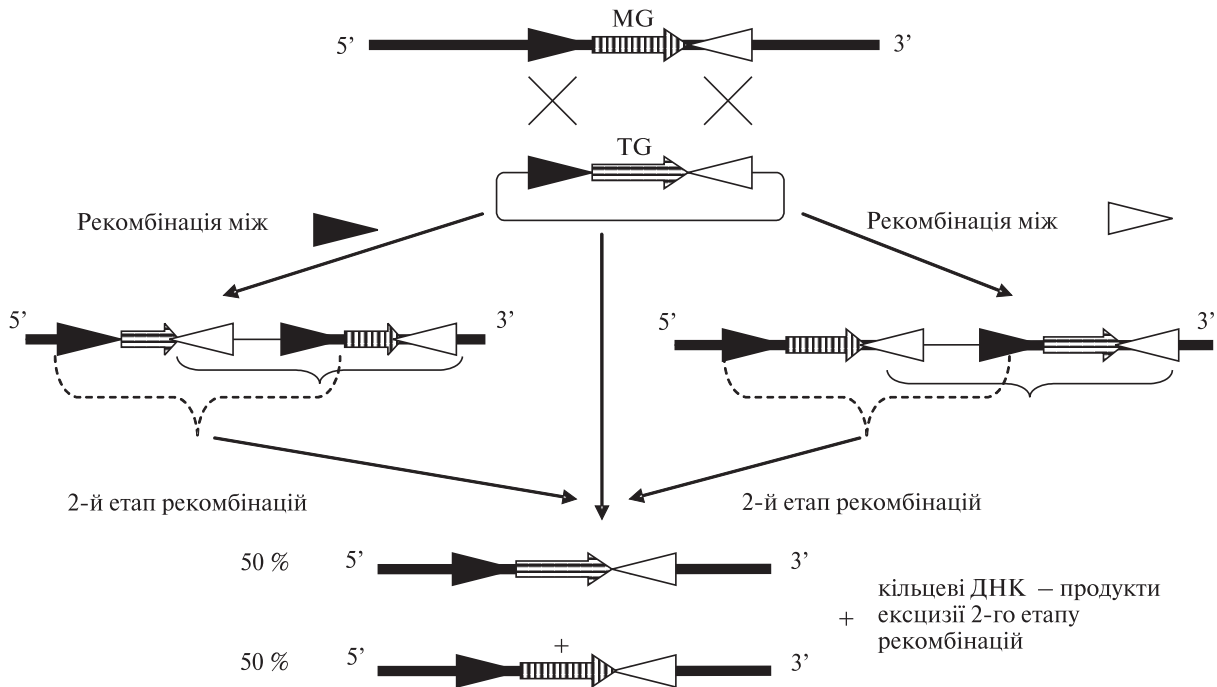 MG
5’ 3’
TG
Рекомбінація між
Рекомбінація між
5’ 3’
5’ 3’
2-й етап рекомбінацій
2-й етап рекомбінацій
50 % 5’ 3’
кільцеві ДНК – продукти
+ ексцизії 2-го етапу
рекомбінацій
+
50 % 5’ 3’